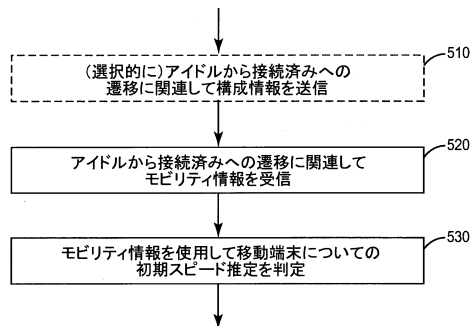 510
(選択的に)アイドルから接続済みへの
遷移に関連して構成情報を送信
520
アイドルから接続済みへの遷移に関連して
モビリティ情報を受信
530
モビリティ情報を使用して移動端末についての
初期スピード推定を判定